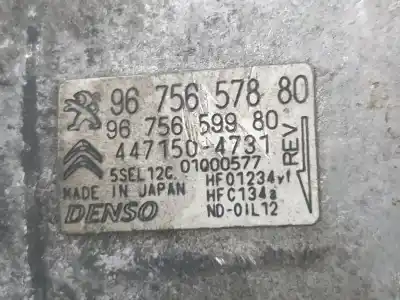 96 756 578 80
96 756 599 80
447150-4731
5SEL12C. 01000577
MADE IN JAPAN HFO1234yf
HFC134a
DENSO ND-OIL12
REV